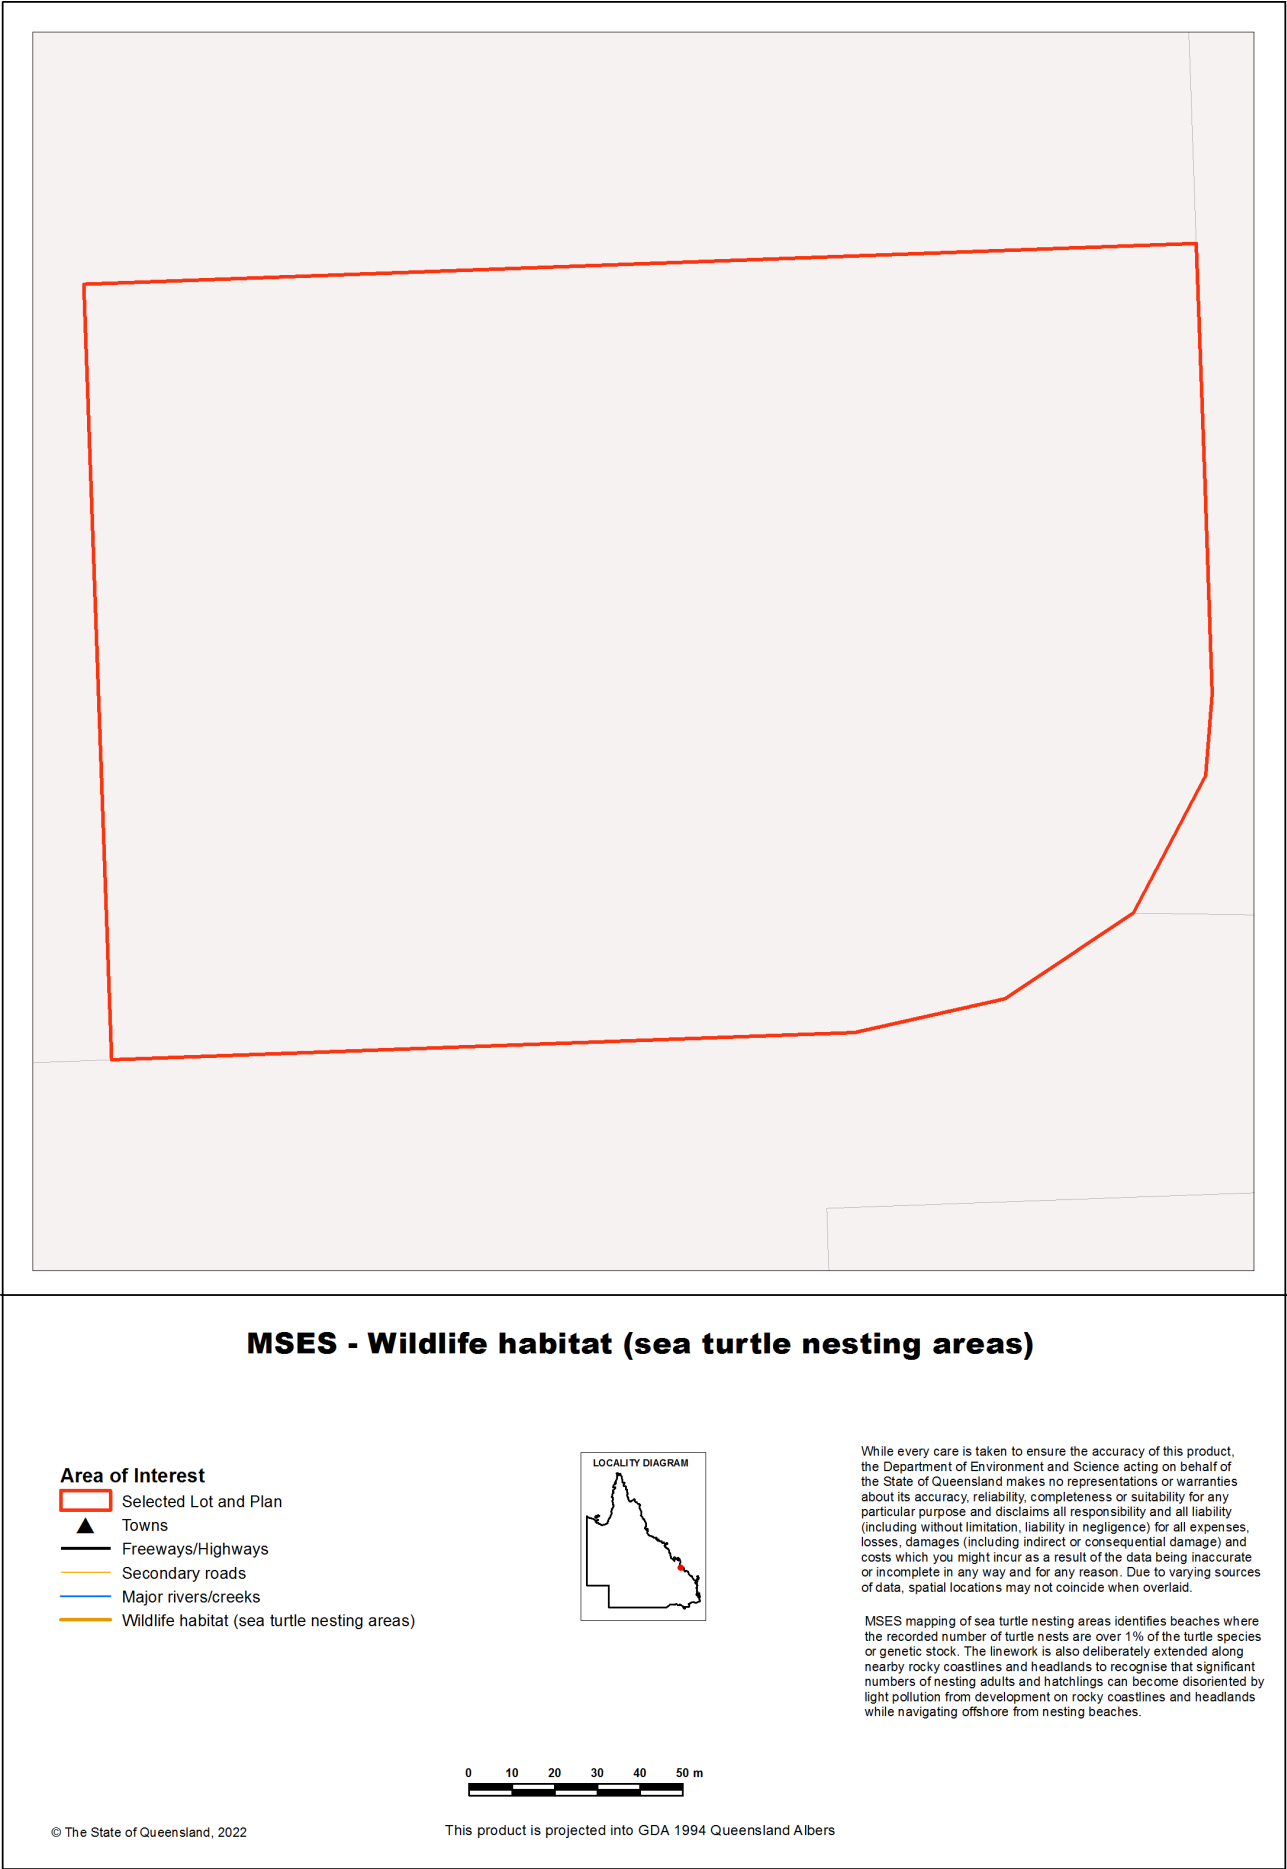 MSES - Wildlife habitat (sea turtle nesting areas)
Area of Interest
Selected Lot and Plan
Towns
Freeways/Highways
Secondary roads
Major rivers/creeks
Wildlife habitat (sea turtle nesting areas)
LOCALITY DIAGRAM
While every care is taken to ensure the accuracy of this product,
the Department of Environment and Science acting on behalf of
the State of Queensland makes no representations or warranties
about its accuracy, reliability, completeness or suitability for any
particular purpose and disclaims all responsibility and all liability
(including without limitation, liability in negligence) for all expenses,
losses, damages (including indirect or consequential damage) and
costs which you might incur as a result of the data being inaccurate
or incomplete in any way and for any reason. Due to varying sources
of data, spatial locations may not coincide when overlaid.
MSES mapping of sea turtle nesting areas identifies beaches where
the recorded number of turtle nests are over 1% of the turtle species
or genetic stock. The linework is also deliberately extended along
nearby rocky coastlines and headlands to recognise that significant
numbers of nesting adults and hatchlings can become disoriented by
light pollution from development on rocky coastlines and headlands
while navigating offshore from nesting beaches.
0 10 20 30 40 50 m
© The State of Queensland, 2022
This product is projected into GDA 1994 Queensland Albers